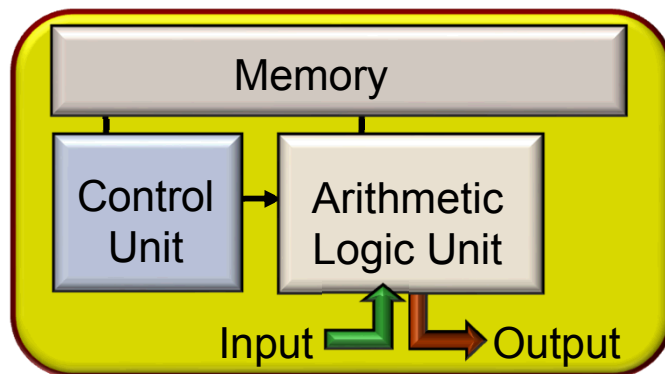 Memory
Control
Unit
Arithmetic
Logic Unit
Input
Output